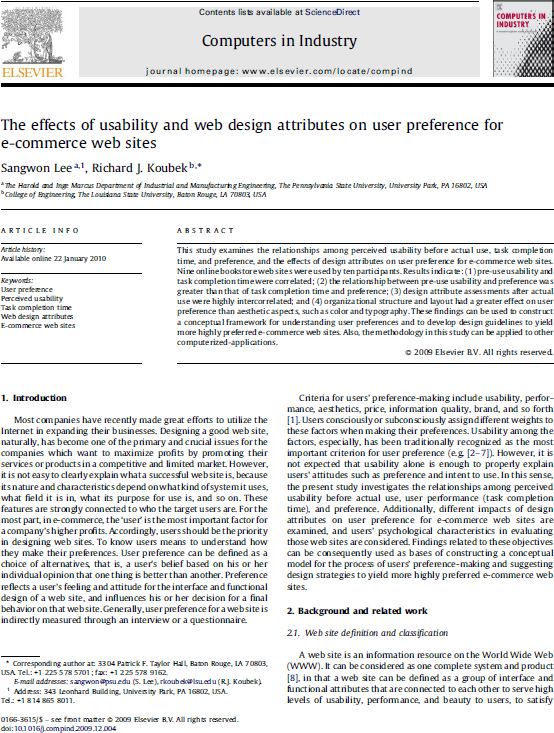 Contents lists available at ScienceDirect
Computers in Industry
journal homepage: www.elsevier.com/locate/compind
ELSEVIER
COMPUTERS IN
INDUSTRY
The effects of usability and web design attributes on user preference for
e-commerce web sites
Sangwon Lee a,1, Richard J. Koubek b,*
a The Harold and Inge Marcus Department of Industrial and Manufacturing Engineering, The Pennsylvania State University, University Park, PA 16802, USA
b College of Engineering, The Louisiana State University, Baton Rouge, LA 70803, USA
ARTICLE INFO
Article history:
Available online 22 January 2010
Keywords:
User preference
Perceived usability
Task completion time
Web design attributes
E-commerce web sites
ABSTRACT
This study examines the relationships among perceived usability before actual use, task completion
time, and preference, and the effects of design attributes on user preference for e-commerce web sites.
Nine online bookstore web sites were used by ten participants. Results indicate: (1) pre-use usability and
task completion time were correlated; (2) the relationship between pre-use usability and preference was
greater than that of task completion time and preference; (3) design attribute assessments after actual
use were highly intercorrelated; and (4) organizational structure and layout had a greater effect on user
preference than aesthetic aspects, such as color and typography. These findings can be used to construct
a conceptual framework for understanding user preferences and to develop design guidelines to yield
more highly preferred e-commerce web sites. Also, the methodology in this study can be applied to other
computerized-applications.
© 2009 Elsevier B.V. All rights reserved.
1. Introduction
Most companies have recently made great efforts to utilize the
Internet in expanding their businesses. Designing a good web site,
naturally, has become one of the primary and crucial issues for the
companies which want to maximize profits by promoting their
services or products in a competitive and limited market. However,
it is not easy to clearly explain what a successful web site is, because
its nature and characteristics depend on what kind of system it uses,
what field it is in, what its purpose for use is, and so on. These
features are strongly connected to who the target users are. For the
most part, in e-commerce, the 'user' is the most important factor for
a company's higher profits. Accordingly, users should be the priority
in designing web sites. To know users means to understand how
they make their preferences. User preference can be defined as a
choice of alternatives, that is, a user's belief based on his or her
individual opinion that one thing is better than another. Preference
reflects a user's feeling and attitude for the interface and functional
design of a web site, and influences his or her decision for a final
behavior on that web site. Generally, user preference for a web site is
indirectly measured through an interview or a questionnaire.
* Corresponding author at: 3304 Patrick F. Taylor Hall, Baton Rouge, LA 70803,
USA. Tel.: +1 225 578 5701; fax: +1 225 578 9162.
E-mail addresses: sangwon@psu.edu (S. Lee), rkoubek@lsu.edu (R.J. Koubek).
1 Address: 343 Leonhard Building, University Park, PA 16802, USA.
Tel.: +1 814 865 8011.
0166-3615/$ – see front matter © 2009 Elsevier B.V. All rights reserved.
doi:10.1016/j.compind.2009.12.004
Criteria for users' preference-making include usability, perfor-
mance, aesthetics, price, information quality, brand, and so forth
[1]. Users consciously or subconsciously assign different weights to
these factors when making their preferences. Usability among the
factors, especially, has been traditionally recognized as the most
important criterion for user preference (e.g. [2–7]). However, it is
not expected that usability alone is enough to properly explain
users' attitudes such as preference and intent to use. In this sense,
the present study investigates the relationships among perceived
usability before actual use, user performance (task completion
time), and preference. Additionally, different impacts of design
attributes on user preference for e-commerce web sites are
examined, and users' psychological characteristics in evaluating
those web sites are considered. Findings related to these objectives
can be consequently used as bases of constructing a conceptual
model for the process of users' preference-making and suggesting
design strategies to yield more highly preferred e-commerce web
sites.
2. Background and related work
2.1. Web site definition and classification
A web site is an information resource on the World Wide Web
(WWW). It can be considered as one complete system and product
[8], in that a web site can be defined as a group of interface and
functional attributes that are connected to each other to serve high
levels of usability, performance, and beauty to users, to satisfy